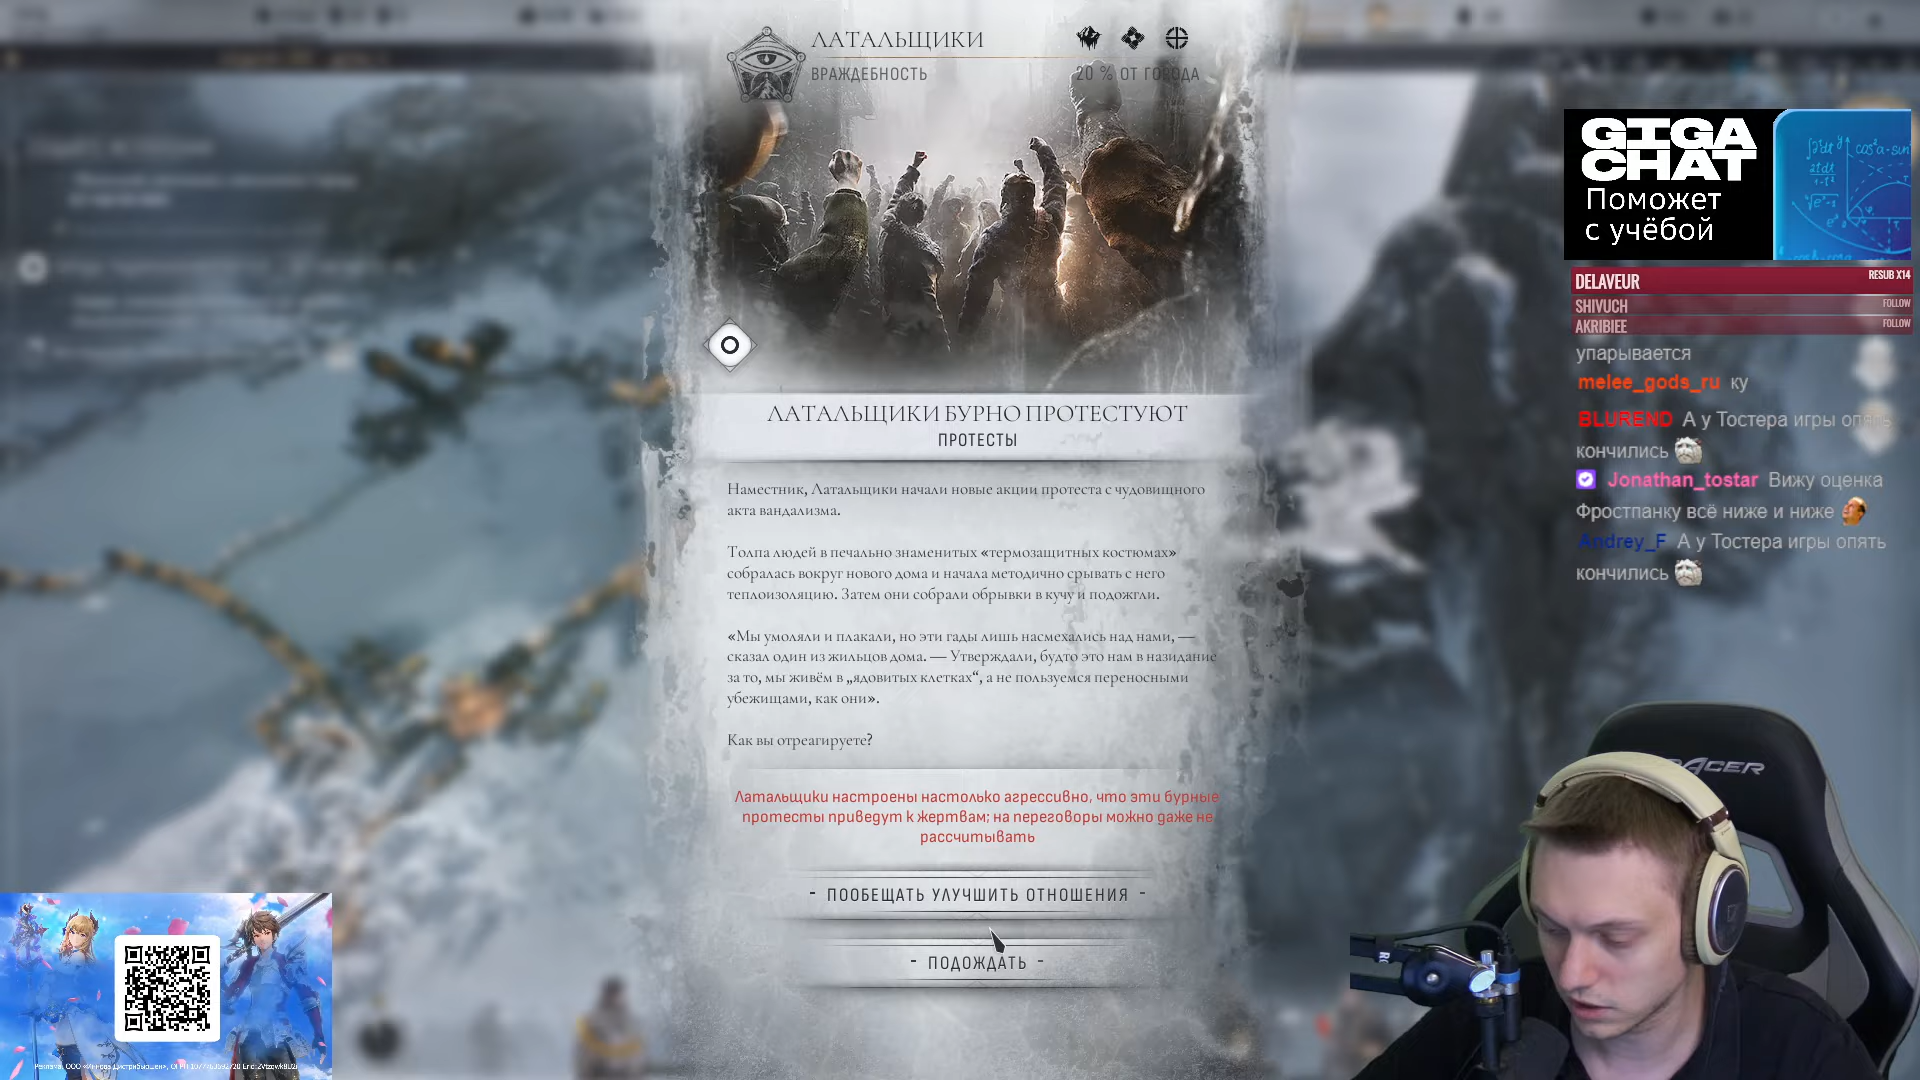 ЛАТАЛЬЩИКИ
ВРАЖДЕБНОСТЬ
20 % ОТ ГОРОДА
ЛАТАЛЬЩИКИ БУРНО ПРОТЕСТУЮТ
ПРОТЕСТЫ
Наместник, Латальщики начали новые акции протеста с чудовищного
акта вандализма.
Толпа людей в печально знаменитых «термозащитных костюмах»
собралась вокруг нового дома и начала методично срывать с него
теплоизоляцию. Затем они собрали обрывки в кучу и подожгли.
«Мы умоляли и плакали, но эти гады лишь насмехались над нами, —
сказал один из жильцов дома. — Утверждали, будто это нам в назидание
за то, мы живём в „ядовитых клетках“, а не пользуемся переносными
убежищами, как они».
Как вы отреагируете?
Латальщики настроены настолько агрессивно, что эти бурные
протесты приведут к жертвам; на переговоры можно даже не
рассчитывать
- ПООБЕЩАТЬ УЛУЧШИТЬ ОТНОШЕНИЯ -
- ПОДОЖДАТЬ -
GIGA
CHAT
Поможет
с учёбой
DELAVEUR RESUB X14
SHIVUCH FOLLOW
AKRIBIEE FOLLOW
упарывается
melee_gods_ru ку
BLUREND А у Тостера игры опять
кончились
Jonathan_tostar Вижу оценка
Фростпанку всё ниже и ниже
Andrey_F А у Тостера игры опять
кончились